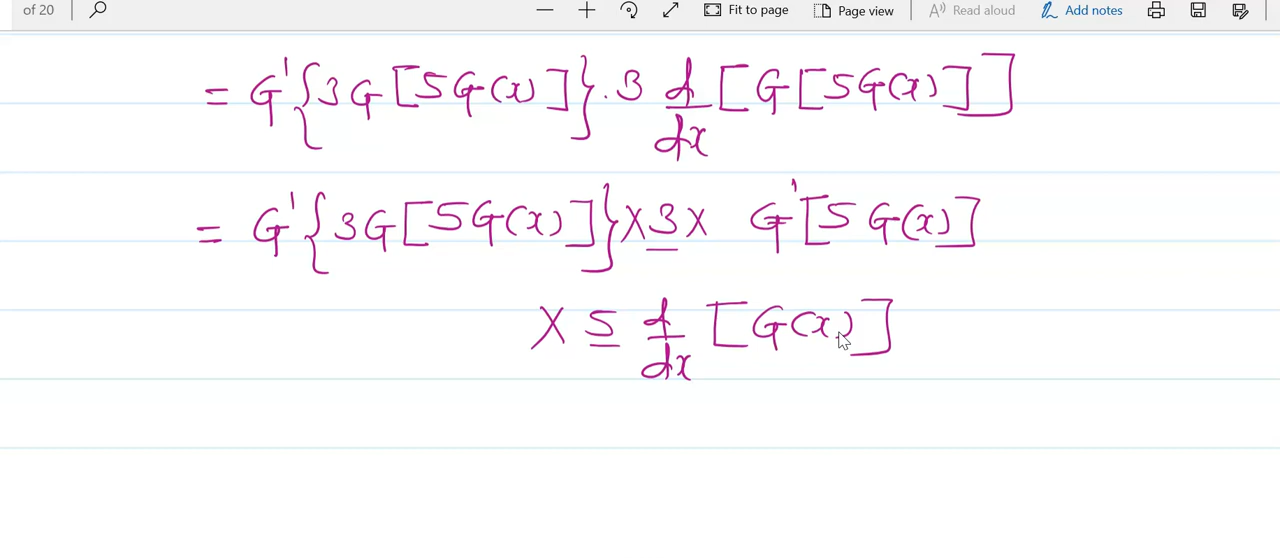 of 20 Fit to page Page view A Read aloud Add notes
= G'{3G[5G(x)]}.3 d/dx [G[5G(x)]]
= G'{3G[5G(x)]}×3× G'[5G(x)]
× 5 d/dx [G(x)]